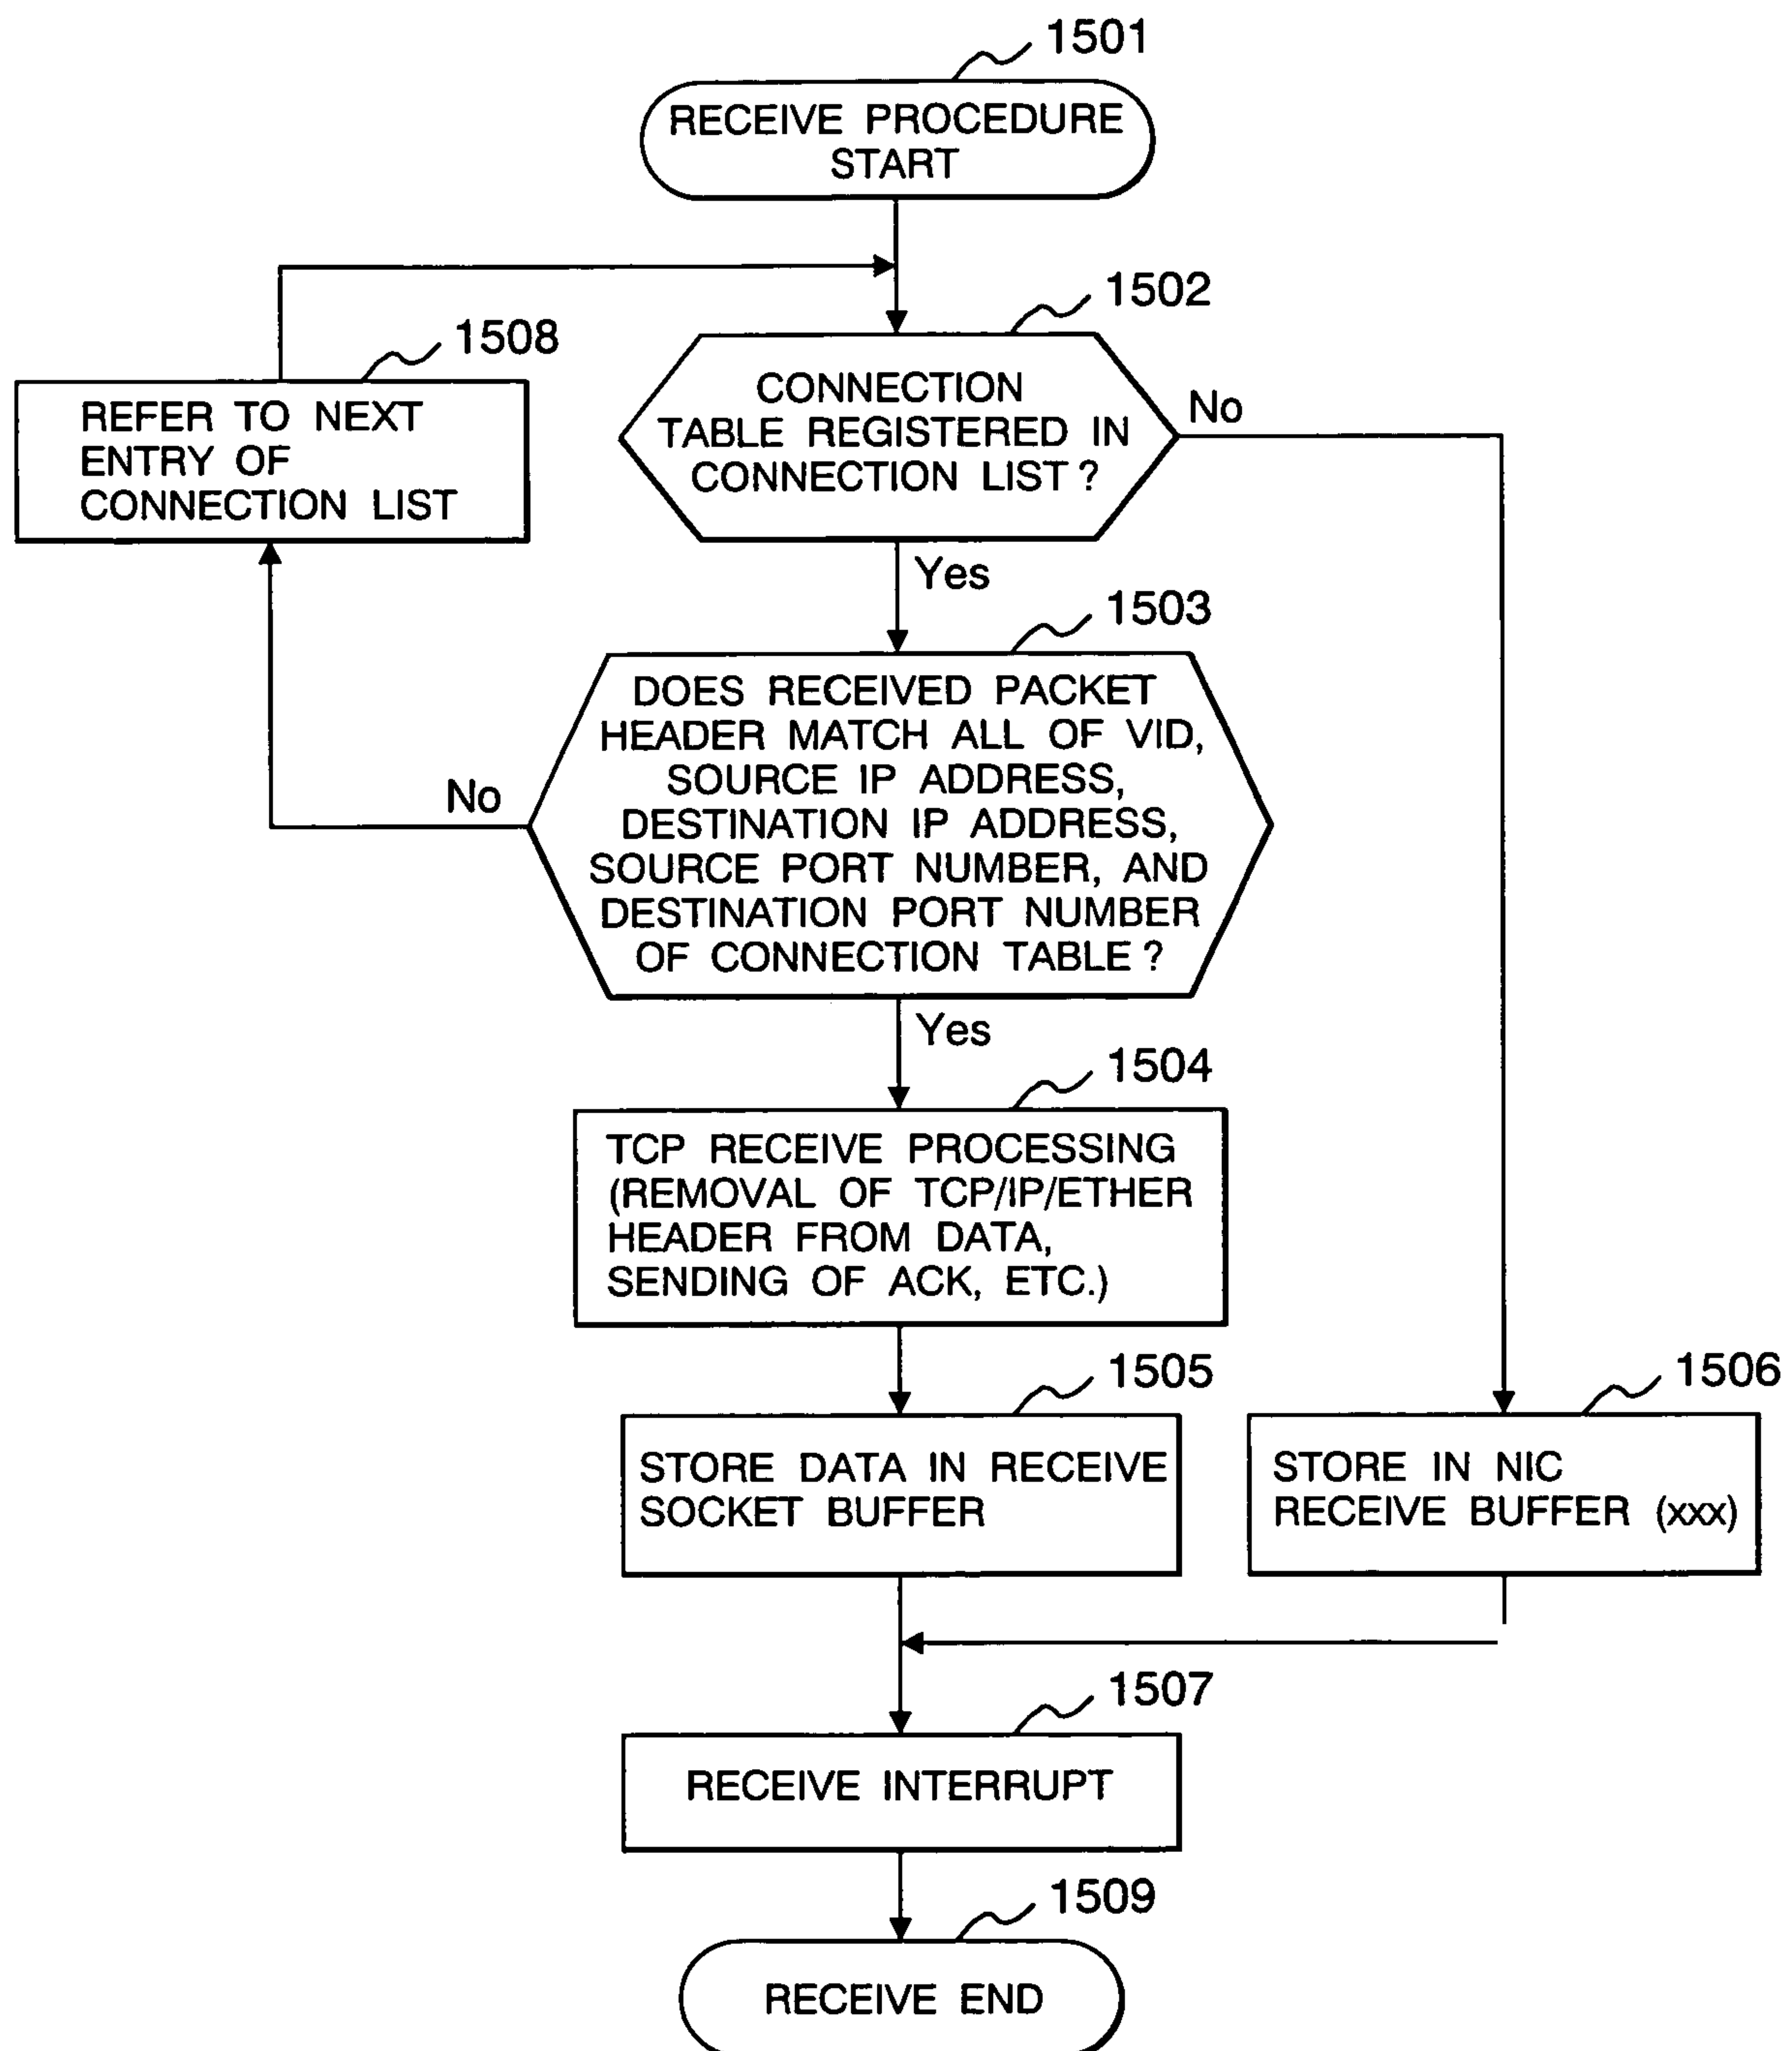 1501
RECEIVE PROCEDURE
START
1502
CONNECTION
TABLE REGISTERED IN
CONNECTION LIST ?
No
1508
REFER TO NEXT
ENTRY OF
CONNECTION LIST
Yes
1503
DOES RECEIVED PACKET
HEADER MATCH ALL OF VID,
SOURCE IP ADDRESS,
DESTINATION IP ADDRESS,
SOURCE PORT NUMBER, AND
DESTINATION PORT NUMBER
OF CONNECTION TABLE ?
No
Yes
1504
TCP RECEIVE PROCESSING
(REMOVAL OF TCP/IP/ETHER
HEADER FROM DATA,
SENDING OF ACK, ETC.)
1505
STORE DATA IN RECEIVE
SOCKET BUFFER
1506
STORE IN NIC
RECEIVE BUFFER (xxx)
1507
RECEIVE INTERRUPT
1509
RECEIVE END